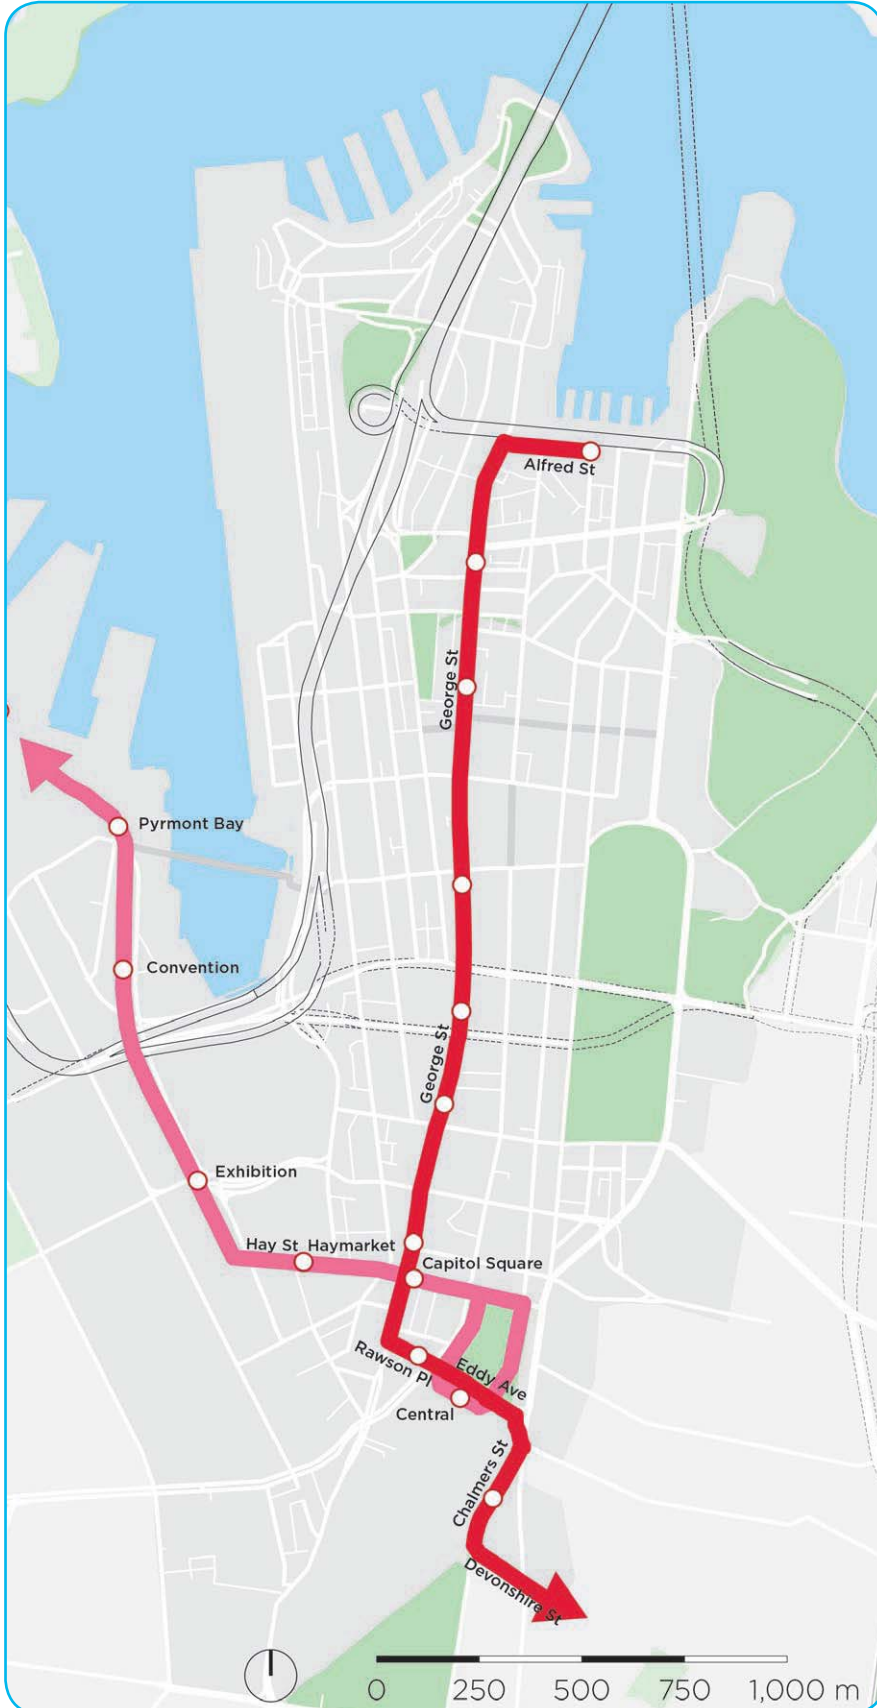 Alfred St
George St
Pyrmont Bay
Convention
George St
Exhibition
Hay St Haymarket
Capitol Square
Rawson Pl
Eddy Ave
Central
Chalmers St
Devonshire St
0 250 500 750 1,000 m